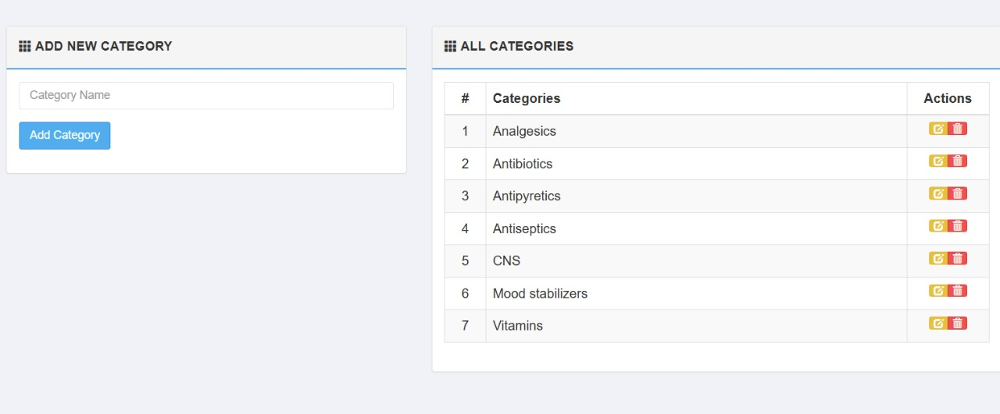 ADD NEW CATEGORY
Category Name
Add Category
ALL CATEGORIES
# Categories Actions
1 Analgesics
2 Antibiotics
3 Antipyretics
4 Antiseptics
5 CNS
6 Mood stabilizers
7 Vitamins